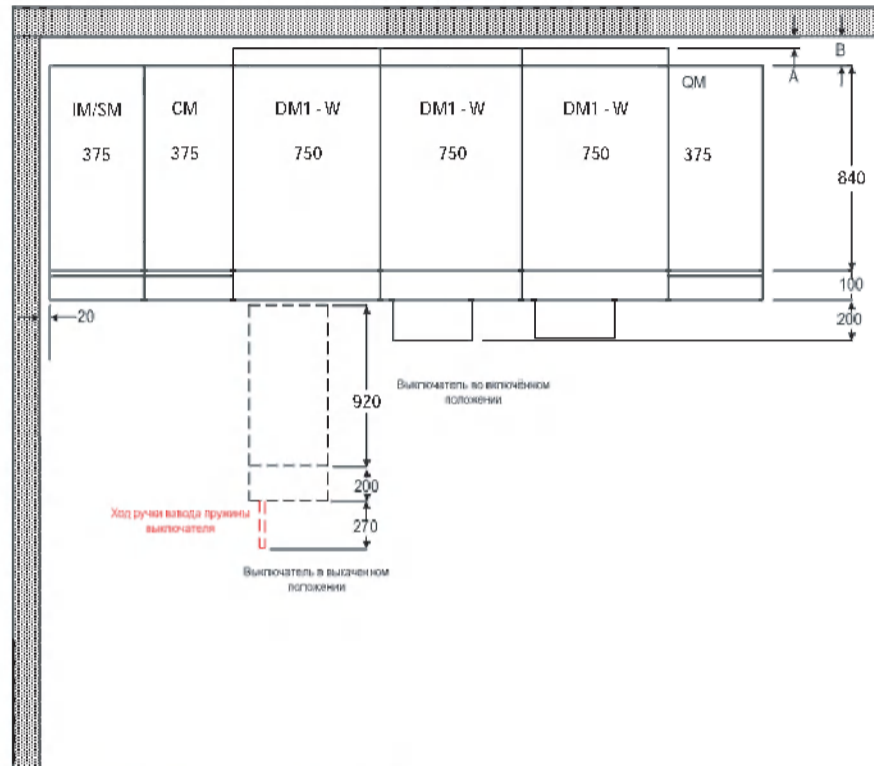 B
A
IM/SM
CM
DM1 - W
DM1 - W
DM1 - W
QM
375
375
750
750
750
375
840
100
20
200
920
Выключатель во включённом
положении
200
Ход ручки взвода пружины
выключателя
270
Выключатель в выкаченном
положении